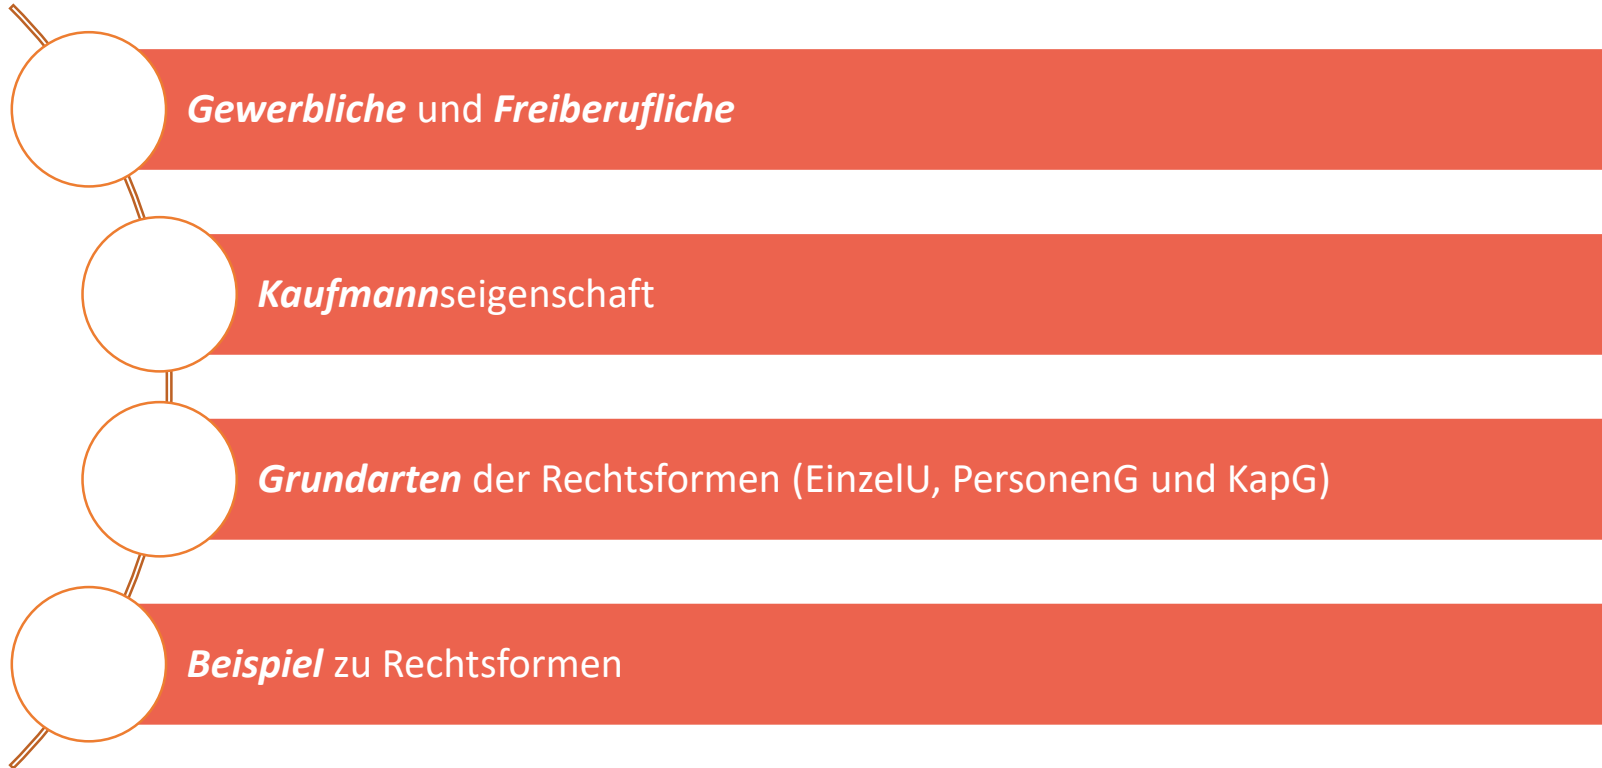 Gewerbliche und Freiberufliche
Kaufmannseigenschaft
Grundarten der Rechtsformen (EinzelU, PersonenG und KapG)
Beispiel zu Rechtsformen